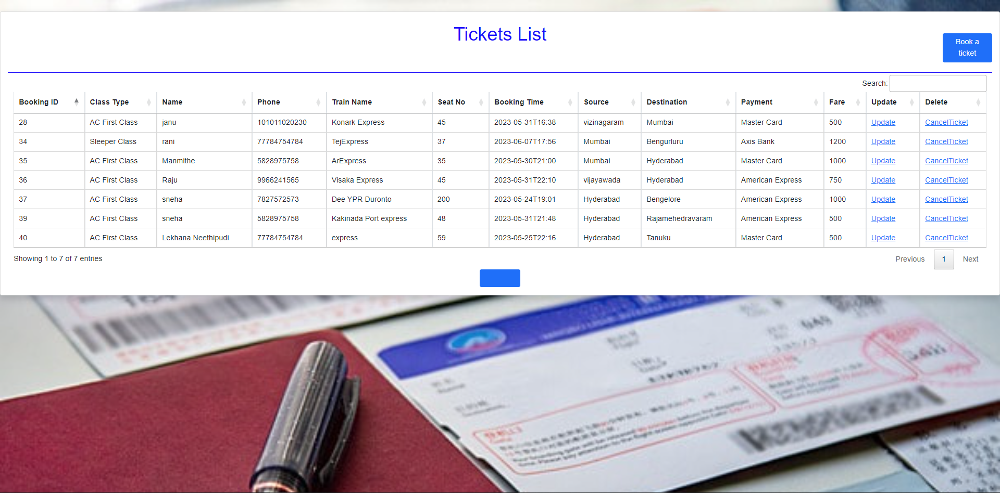 Tickets List
Book a
ticket
Search:
Booking ID Class Type Name Phone Train Name Seat No Booking Time Source Destination Payment Fare Update Delete
28 AC First Class janu 101011020230 Konark Express 45 2023-05-31T16:38 vizinagaram Mumbai Master Card 500 Update CancelTicket
34 Sleeper Class rani 77784754784 TejExpress 37 2023-06-07T17:56 Mumbai Bengurluru Axis Bank 1200 Update CancelTicket
35 AC First Class Manmithe 5828975758 ArExpress 35 2023-05-30T21:00 Mumbai Hyderabad Master Card 1000 Update CancelTicket
36 AC First Class Raju 9966241565 Visaka Express 45 2023-05-31T22:10 vijayawada Hyderabad American Express 750 Update CancelTicket
37 AC First Class sneha 7827572573 Dee YPR Duronto 200 2023-05-24T19:01 Hyderabad Bengelore American Express 1000 Update CancelTicket
39 AC First Class sneha 5828975758 Kakinada Port express 48 2023-05-31T21:48 Hyderabad Rajamehedravaram American Express 500 Update CancelTicket
40 AC First Class Lekhana Neethipudi 77784754784 express 59 2023-05-25T22:16 Hyderabad Tanuku Master Card 500 Update CancelTicket
Showing 1 to 7 of 7 entries
Previous 1 Next